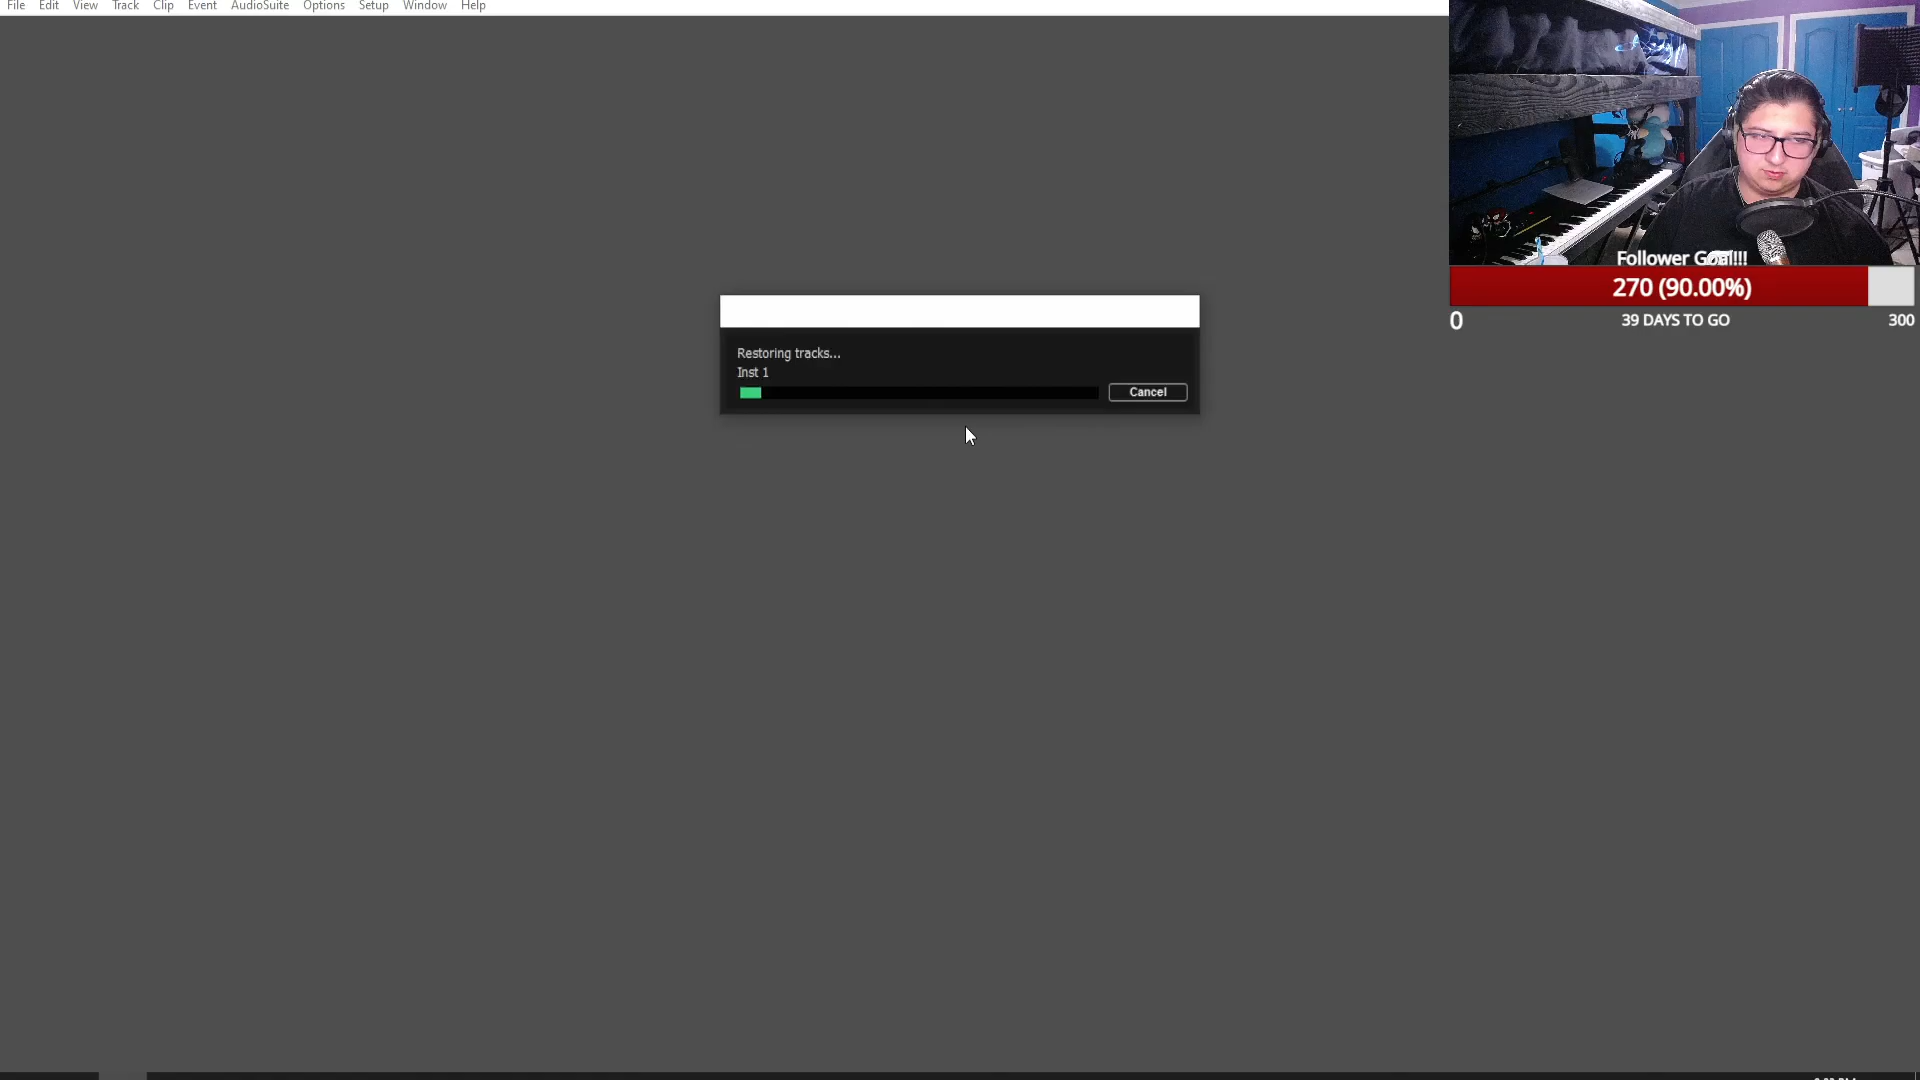 File Edit View Track Clip Event AudioSuite Options Setup Window Help
Restoring tracks...
Inst 1
Cancel
Follower Goal!!!
270 (90.00%)
0 39 DAYS TO GO 300